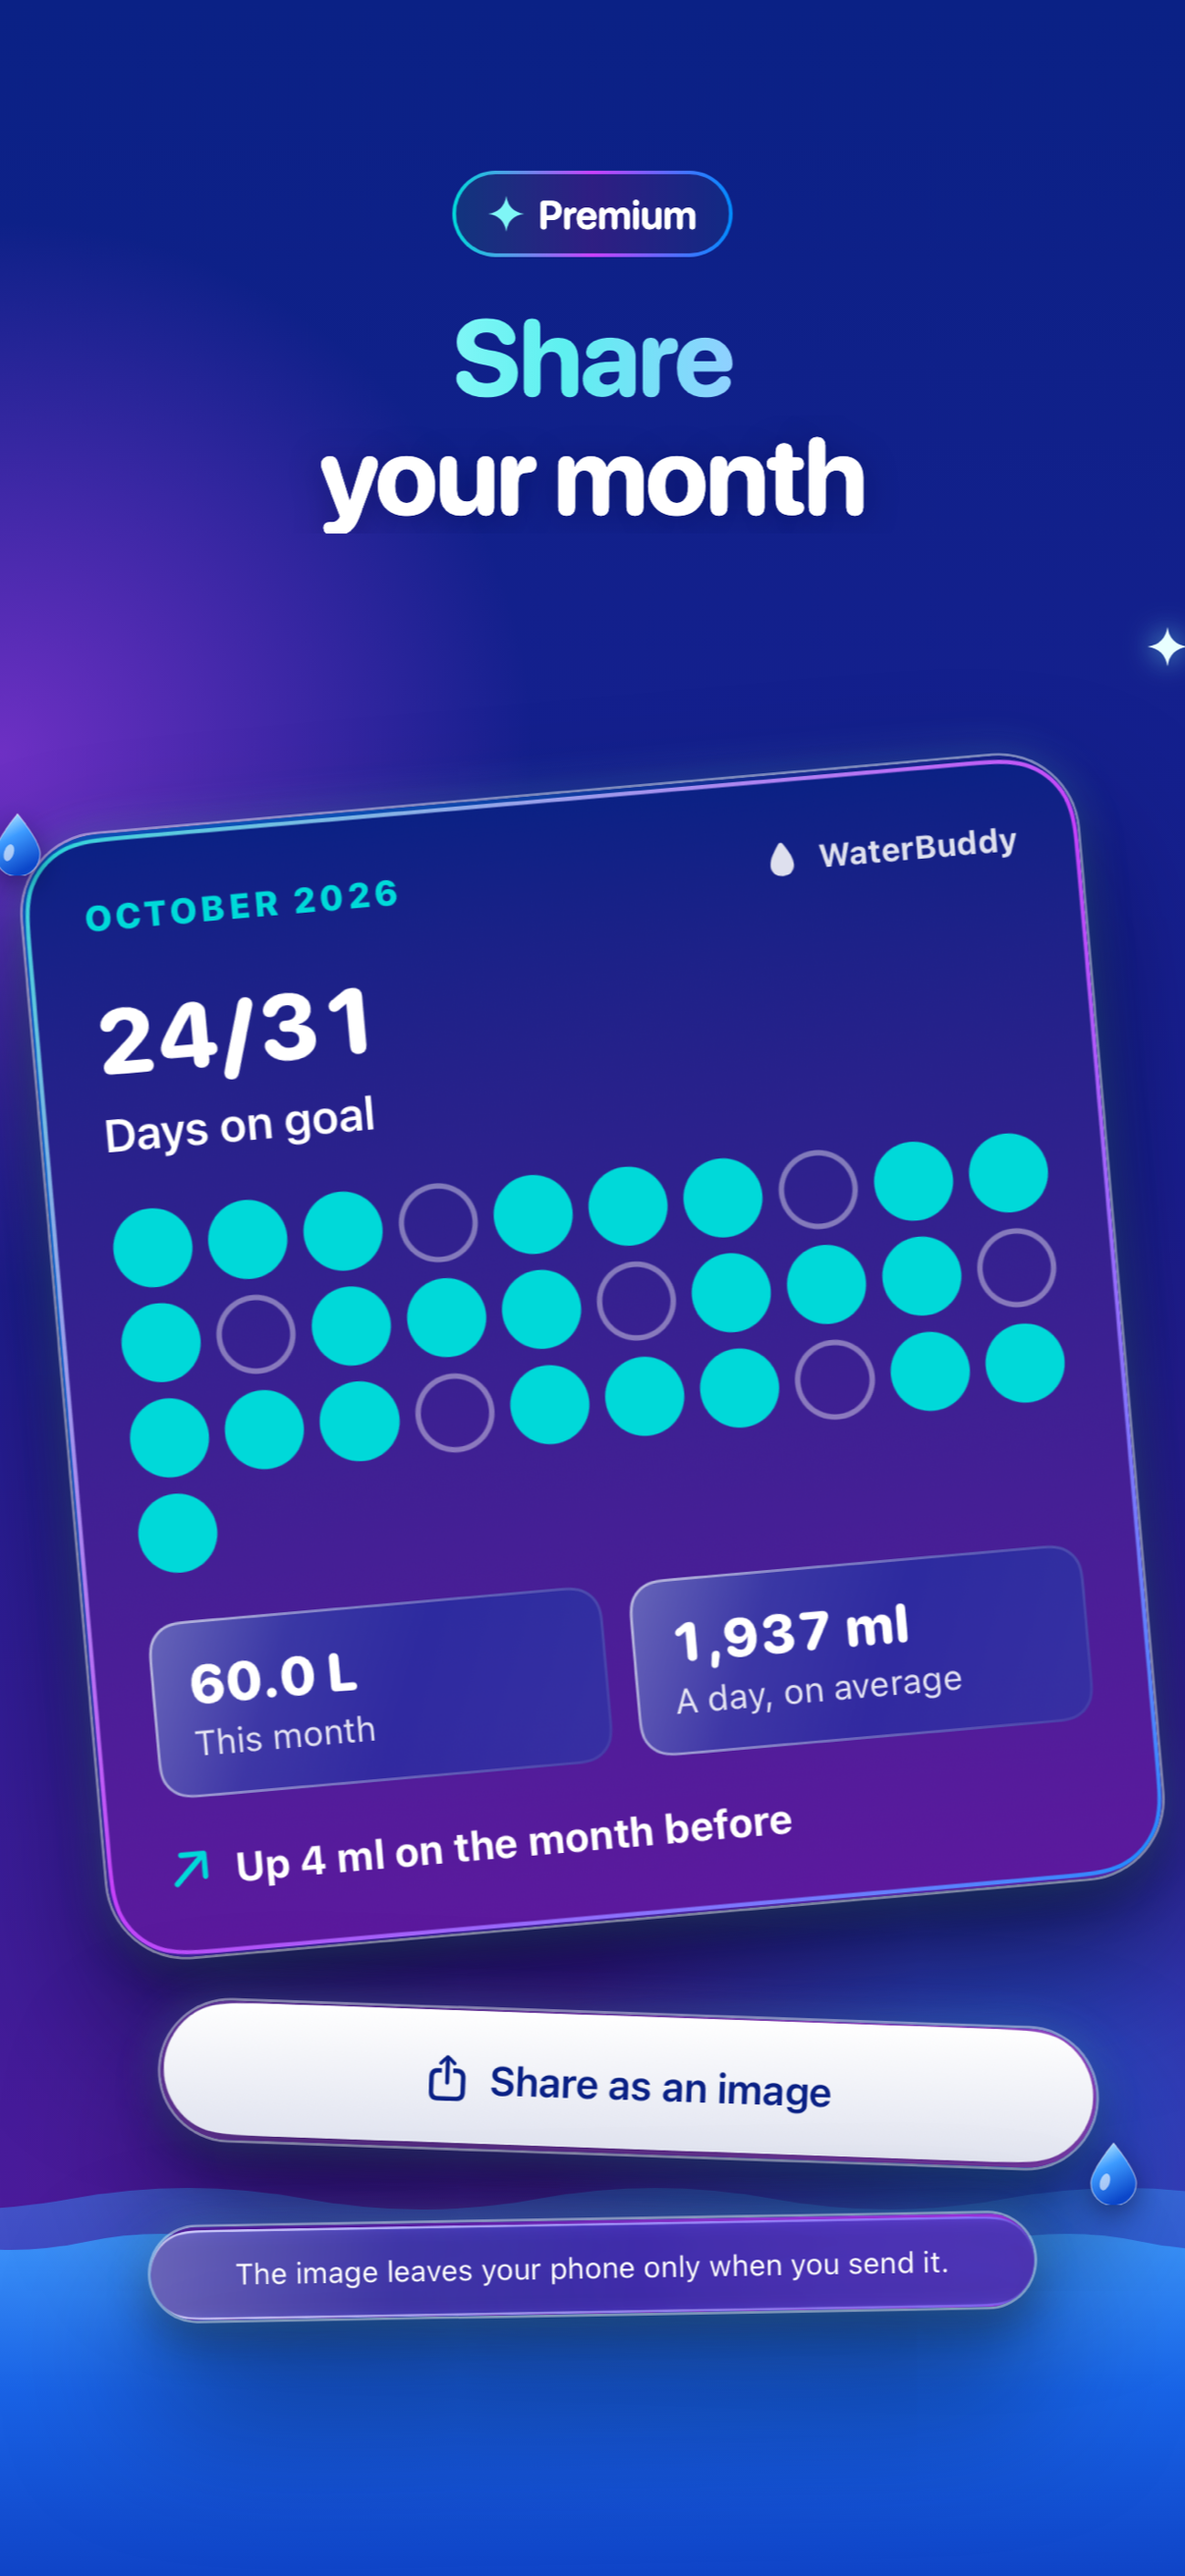 Premium
Share
your month
OCTOBER 2026
WaterBuddy
24/31
Days on goal
60.0 L
This month
1,937 ml
A day, on average
Up 4 ml on the month before
Share as an image
The image leaves your phone only when you send it.